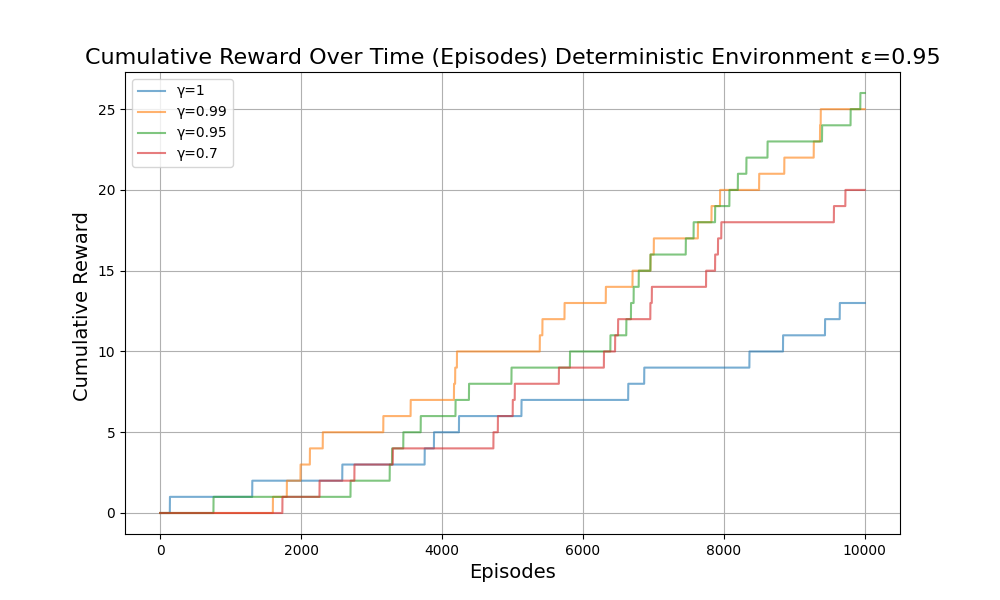 Cumulative Reward Over Time (Episodes) Deterministic Environment ε=0.95
γ=1
γ=0.99
γ=0.95
γ=0.7
Cumulative Reward
25
20
15
10
5
0
0 2000 4000 6000 8000 10000
Episodes